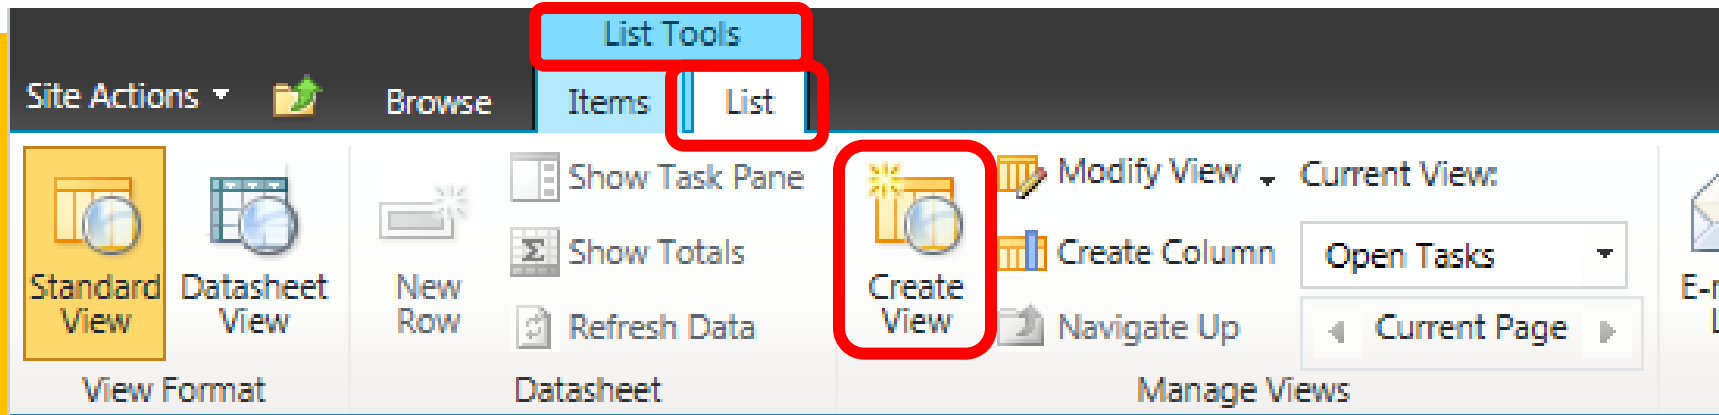 List Tools
Site Actions
Browse
Items
List
Standard
View
Datasheet
View
View Format
New
Row
Show Task Pane
Show Totals
Refresh Data
Datasheet
Create
View
Modify View
Create Column
Navigate Up
Current View:
Open Tasks
Current Page
Manage Views